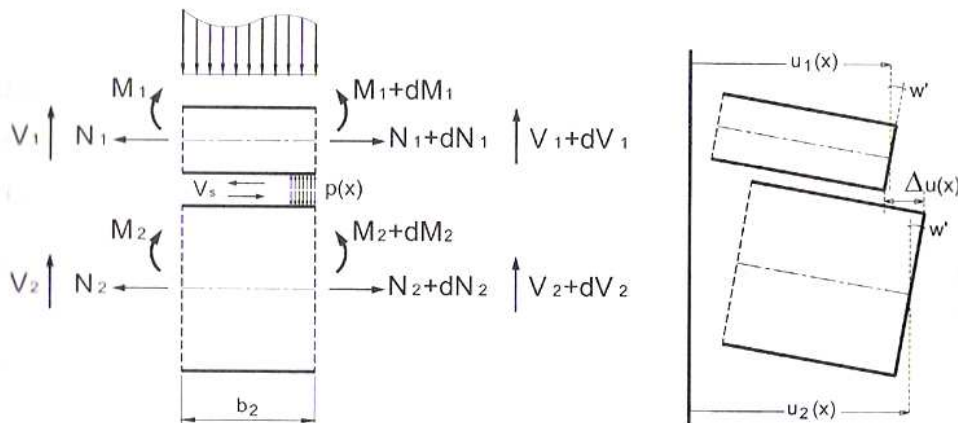 M₁
M₁+dM₁
V₁
N₁
N₁+dN₁
V₁+dV₁
Vₛ
p(x)
M₂
M₂+dM₂
V₂
N₂
N₂+dN₂
V₂+dV₂
b₂
u₁(x)
w'
Δu(x)
w'
u₂(x)